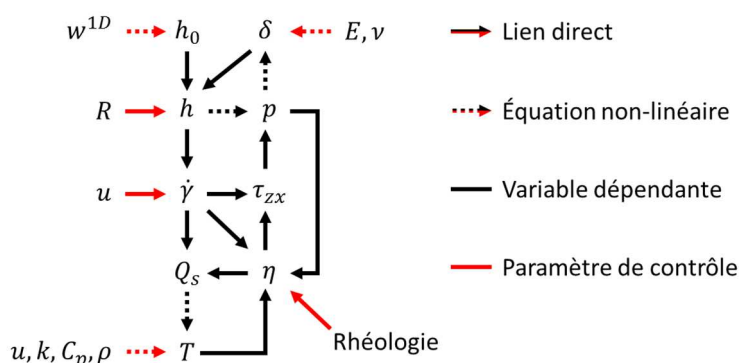 w^{1D} h_0 δ E, ν Lien direct
R h p Équation non-linéaire
u γ̇ τ_{zx} Variable dépendante
Q_s η Paramètre de contrôle
Rhéologie
u, k, C_p, ρ T